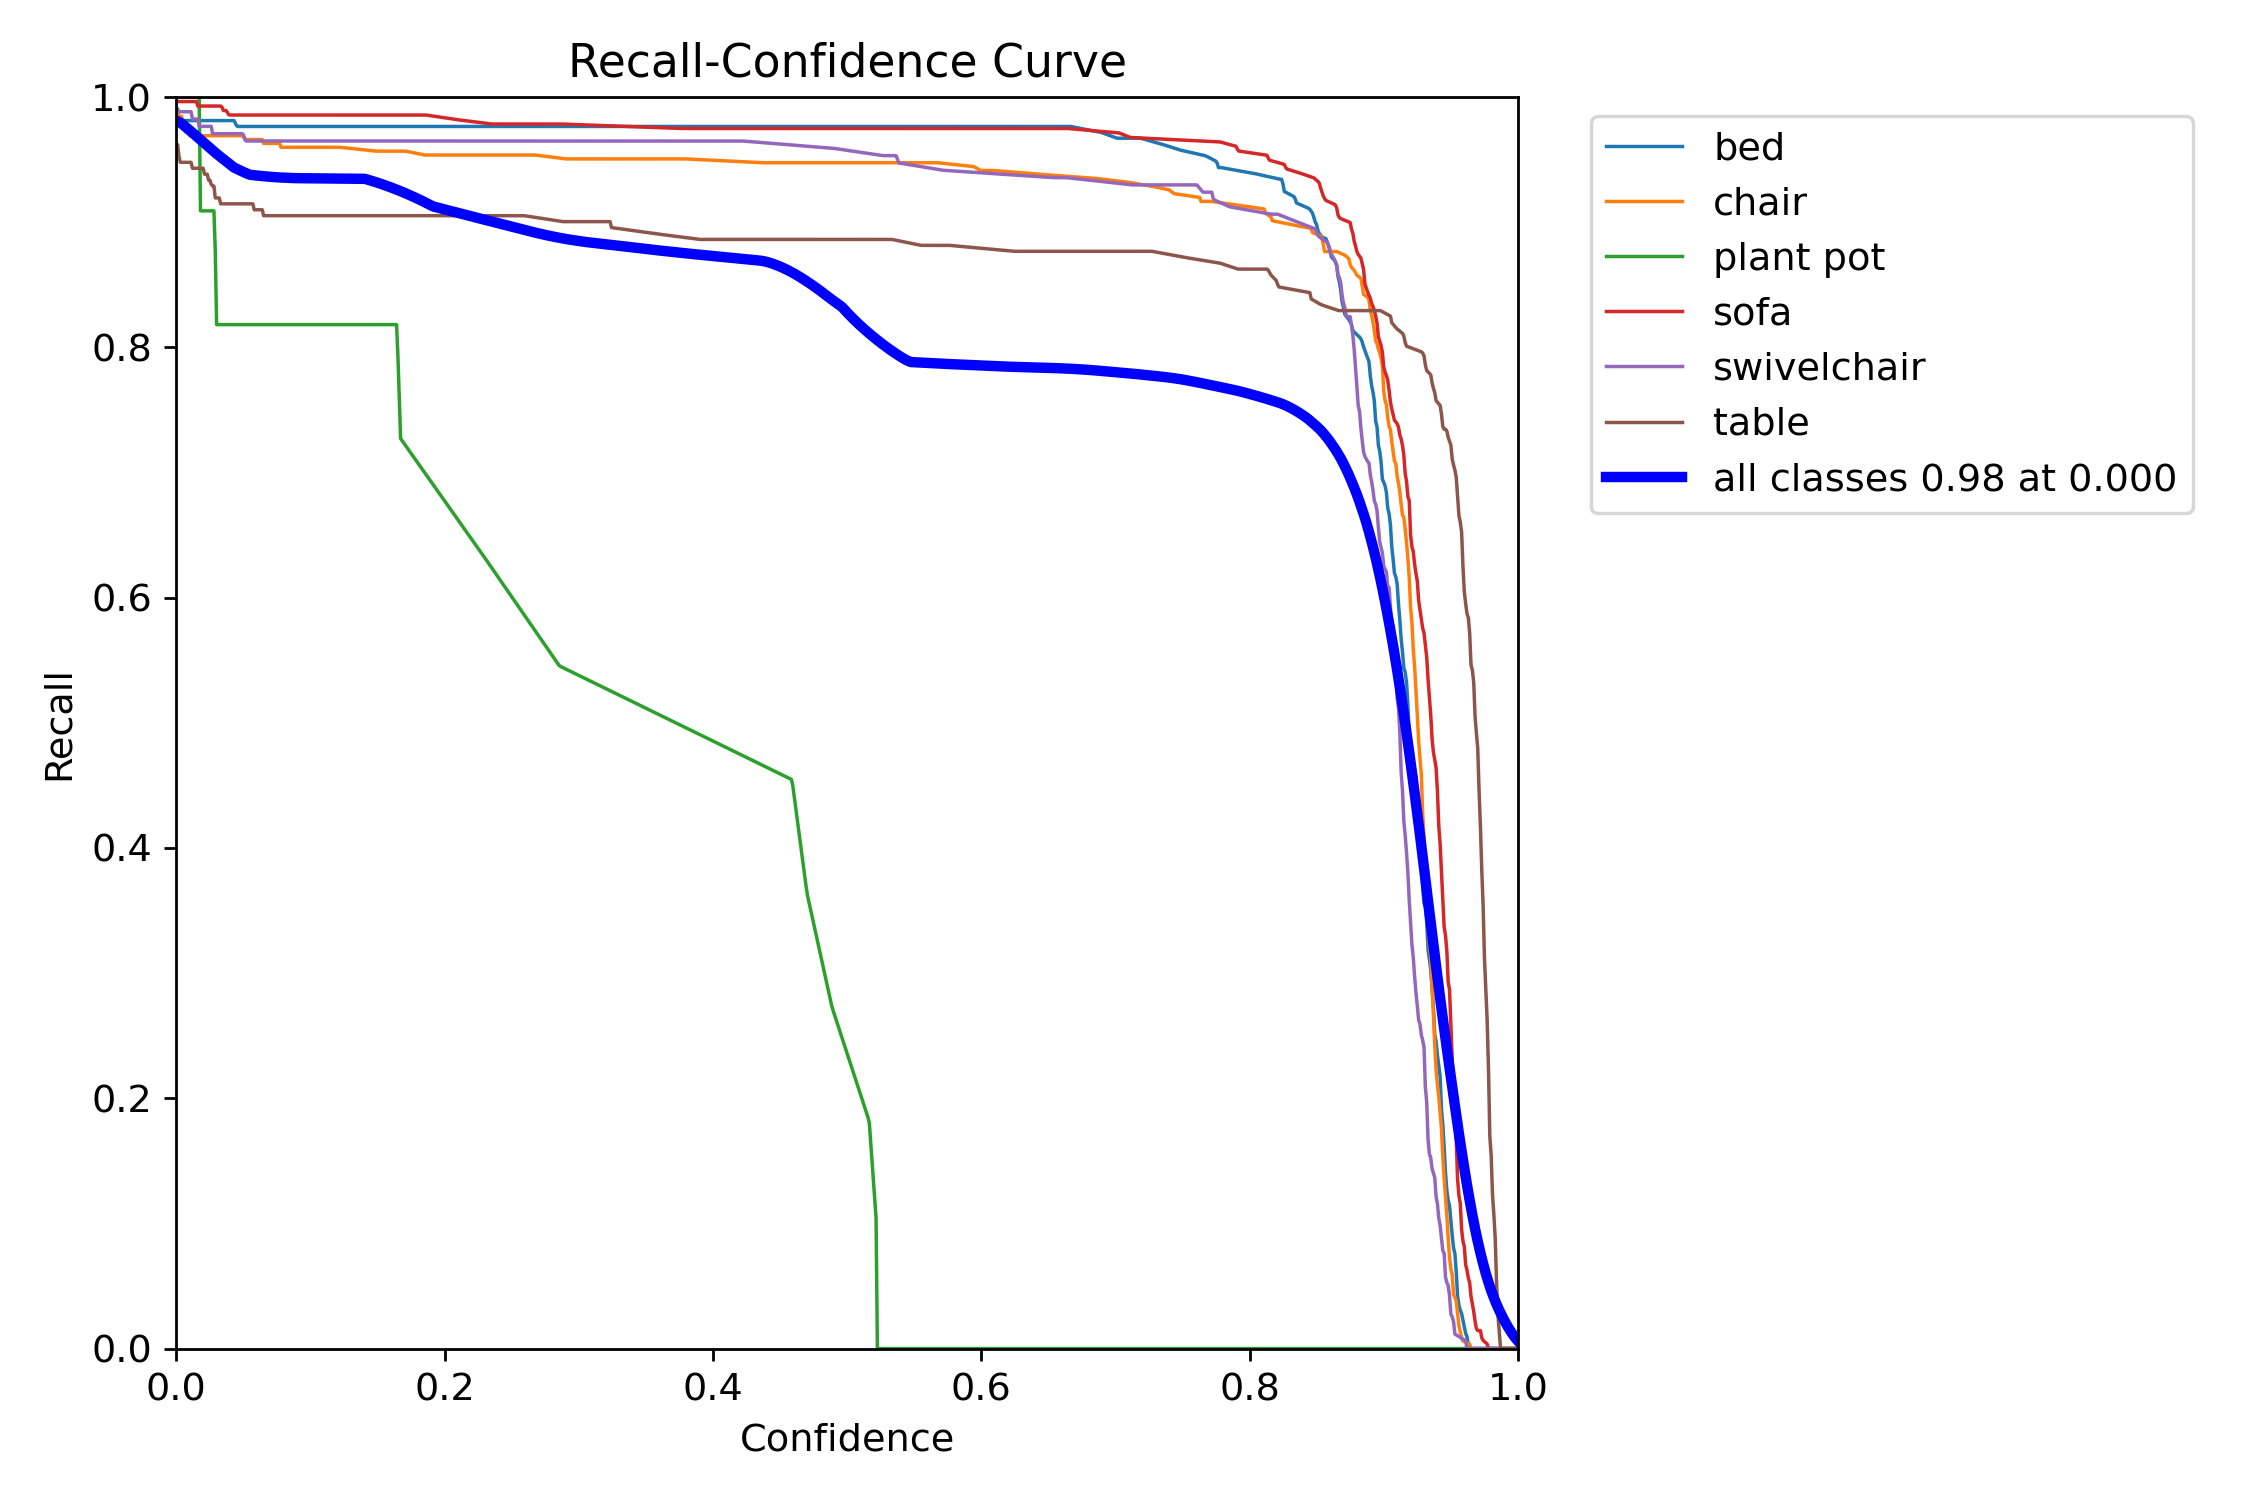 Recall-Confidence Curve
1.0
0.8
0.6
0.4
0.2
0.0
Recall
0.0 0.2 0.4 0.6 0.8 1.0
Confidence
bed
chair
plant pot
sofa
swivelchair
table
all classes 0.98 at 0.000